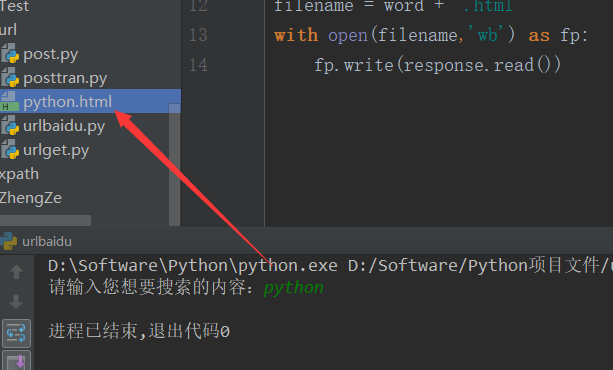 Test
url
post.py
posttran.py
python.html
urlbaidu.py
urlget.py
xpath
ZhengZe
12 filename = word + '.html'
13 with open(filename,'wb') as fp:
14 fp.write(response.read())
urlbaidu
D:\Software\Python\python.exe D:/Software/Python项目文件/u
请输入您想要搜索的内容：python
进程已结束,退出代码0